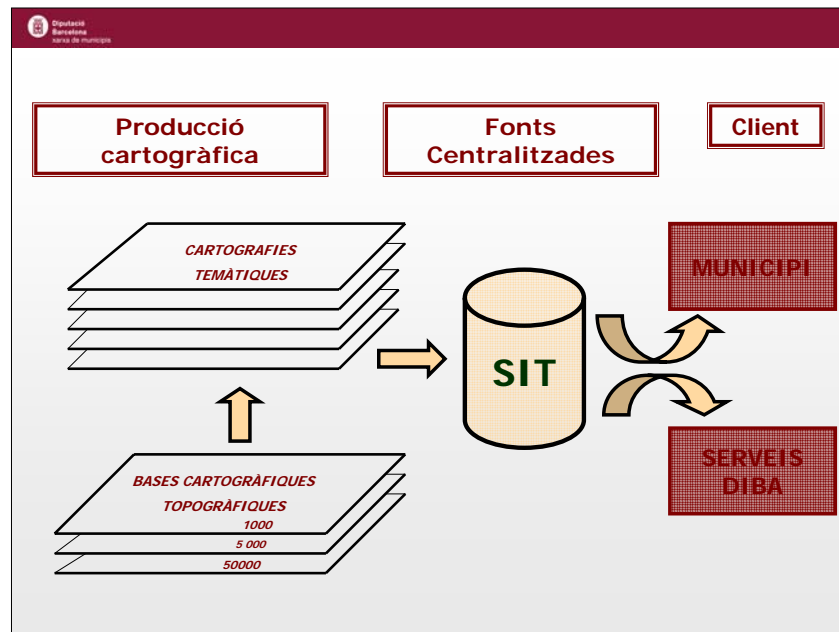 Diputació
Barcelona
xarxa de municipis
Producció
cartogràfica
Fonts
Centralitzades
Client
CARTOGRAFIES
TEMÀTIQUES
BASES CARTOGRÀFIQUES
TOPOGRÀFIQUES
1000
5 000
50000
SIT
MUNICIPI
SERVEIS
DIBA